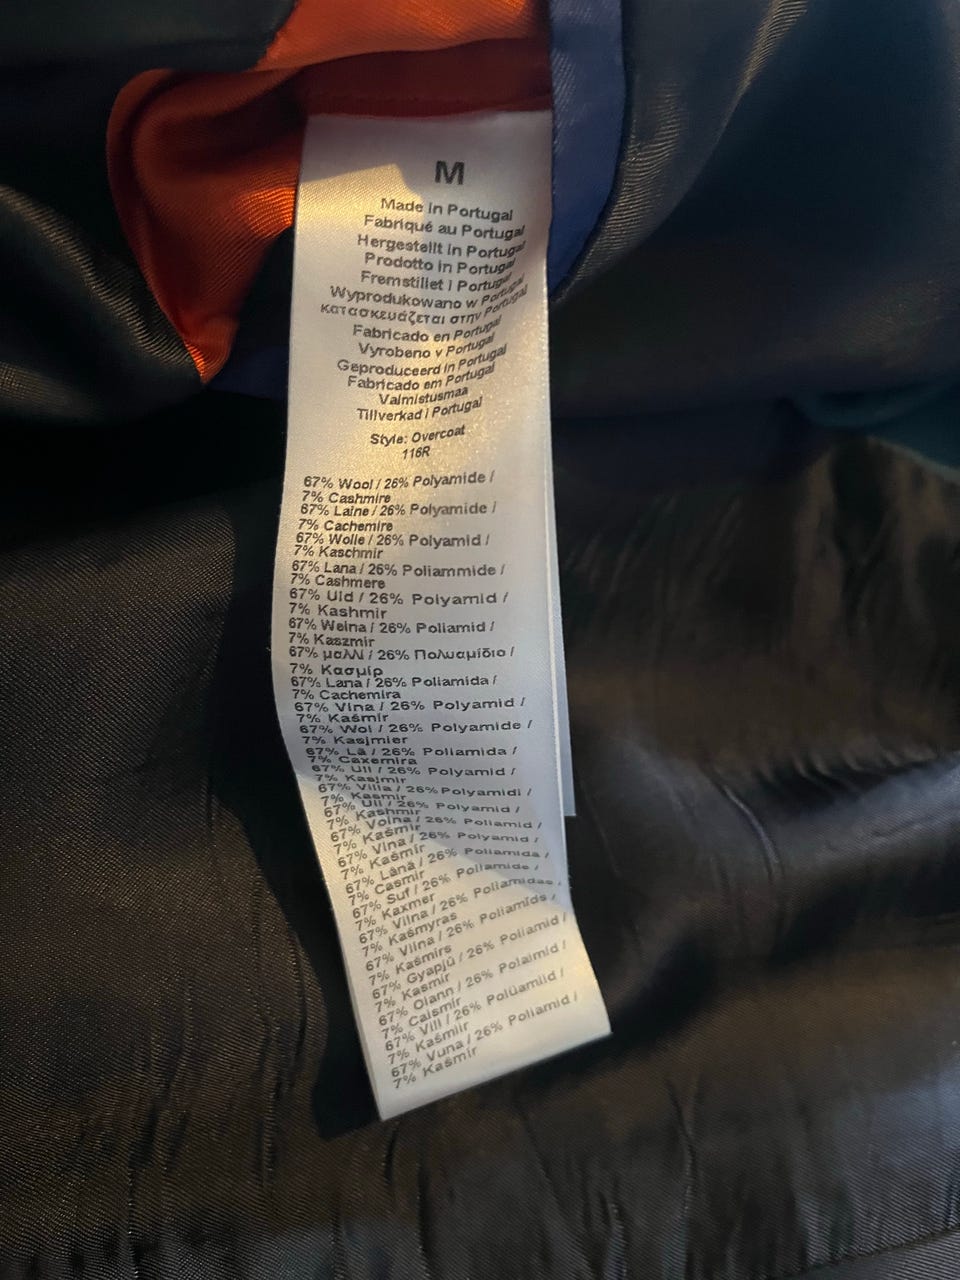 M
Made in Portugal
Fabriqué au Portugal
Hergestellt in Portugal
Prodotto in Portugal
Fremstillet i Portugal
Wyprodukowano w Portugal
κατασκευάζεται στην Portugal
Fabricado en Portugal
Vyrobeno v Portugal
Geproduceerd in Portugal
Fabricado em Portugal
Valmistusmaa
Tillverkad i Portugal
Style: Overcoat
116R
67% Wool / 26% Polyamide /
7% Cashmire
67% Laine / 26% Polyamide /
7% Cachemire
67% Wolle / 26% Polyamid /
7% Kaschmir
67% Lana / 26% Poliammide /
7% Cashmere
67% Uld / 26% Polyamid /
7% Kashmir
67% Welna / 26% Poliamid /
7% Kaszmir
67% μαλλί / 26% Πολυαμίδιο /
7% Κασμίρ
67% Lana / 26% Poliamida /
7% Cachemira
67% Vlna / 26% Polyamid /
7% Kašmír
67% Wol / 26% Polyamide /
7% Kasjmier
67% Lã / 26% Poliamida /
7% Caxemira
67% Ull / 26% Polyamid /
7% Kasjmir
67% Villa / 26% Polyamidi /
7% Kasmir
67% Ull / 26% Polyamid /
7% Kashmir
67% Volna / 26% Poliamid /
7% Kašmir
67% Vlna / 26% Polyamid /
7% Kašmír
67% Lână / 26% Poliamida /
7% Casmir
67% Suf / 26% Poliamide /
7% Kaxmer
67% Vilna / 26% Poliamidas /
7% Kašmyras
67% Vilna / 26% Poliamīds /
7% Kašmīrs
67% Gyapjú / 26% Poliamid /
7% Kasmír
67% Olann / 26% Polaimíd /
7% Caismír
67% Vill / 26% Polüamiid /
7% Kašmiir
67% Vuna / 26% Poliamid /
7% Kašmir